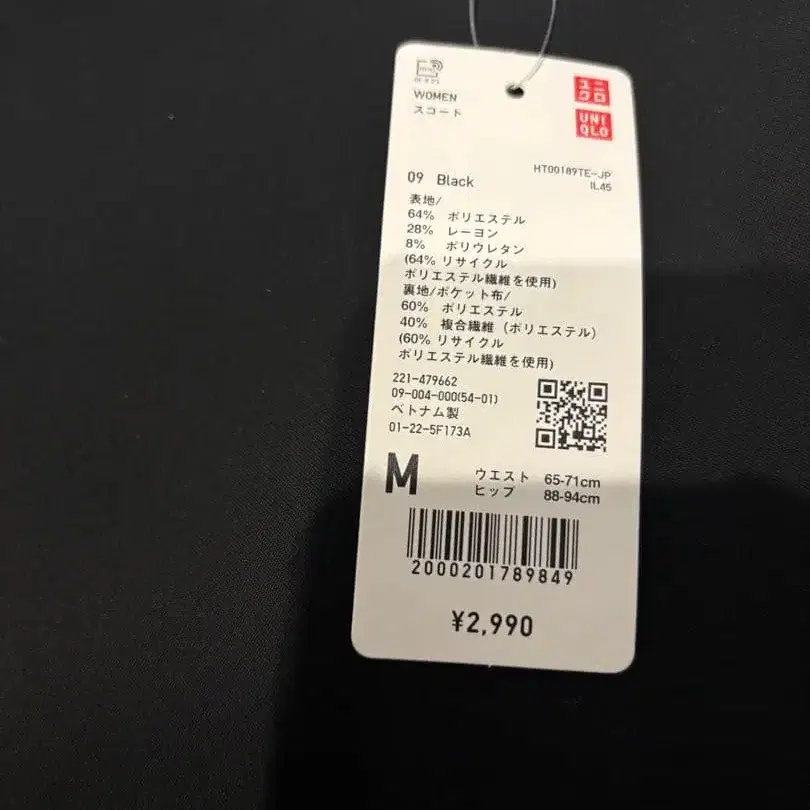 WOMEN
スコート
ユニ
クロ
UNI
QLO
HT00189TE-JP
IL45
09 Black
表地/
64% ポリエステル
28% レーヨン
8% ポリウレタン
(64% リサイクル
ポリエステル繊維を使用)
裏地/ポケット布/
60% ポリエステル
40% 複合繊維 (ポリエステル)
(60% リサイクル
ポリエステル繊維を使用)
221-479662
09-004-000(54-01)
ベトナム製
01-22-5F173A
M
ウエスト 65-71cm
ヒップ 88-94cm
2000201789849
¥2,990